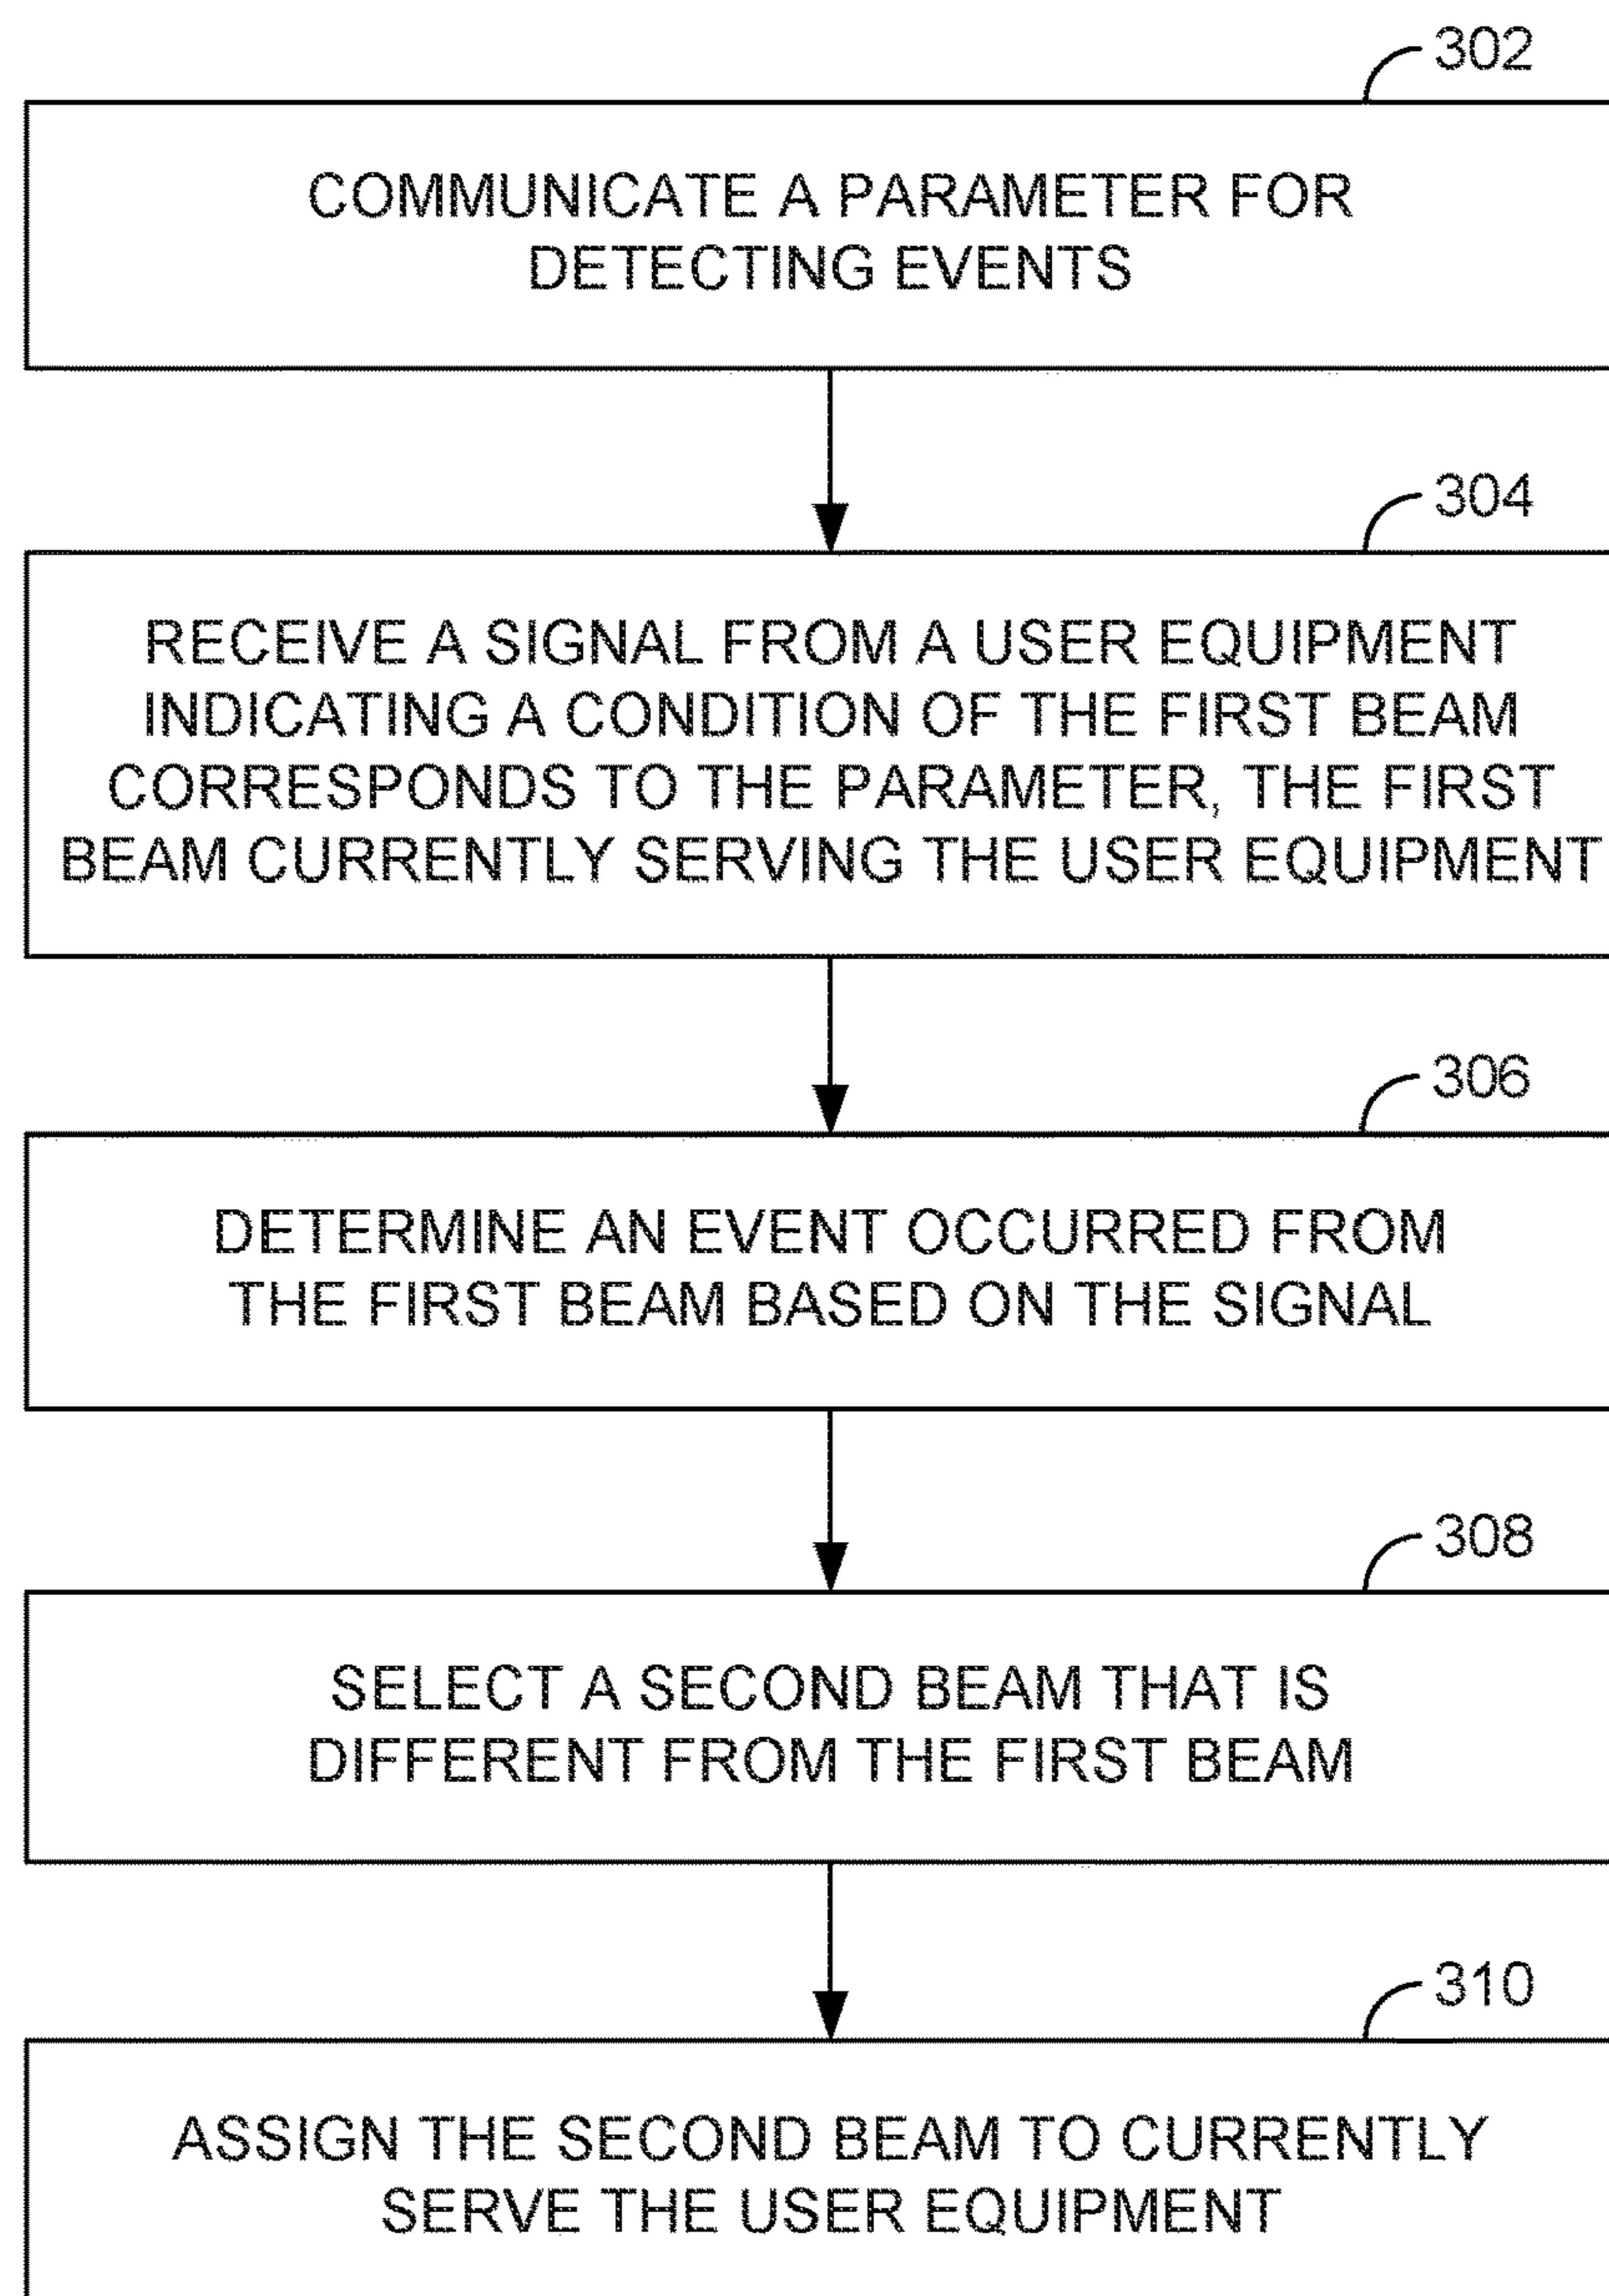 302
COMMUNICATE A PARAMETER FOR
DETECTING EVENTS
304
RECEIVE A SIGNAL FROM A USER EQUIPMENT
INDICATING A CONDITION OF THE FIRST BEAM
CORRESPONDS TO THE PARAMETER, THE FIRST
BEAM CURRENTLY SERVING THE USER EQUIPMENT
306
DETERMINE AN EVENT OCCURRED FROM
THE FIRST BEAM BASED ON THE SIGNAL
308
SELECT A SECOND BEAM THAT IS
DIFFERENT FROM THE FIRST BEAM
310
ASSIGN THE SECOND BEAM TO CURRENTLY
SERVE THE USER EQUIPMENT